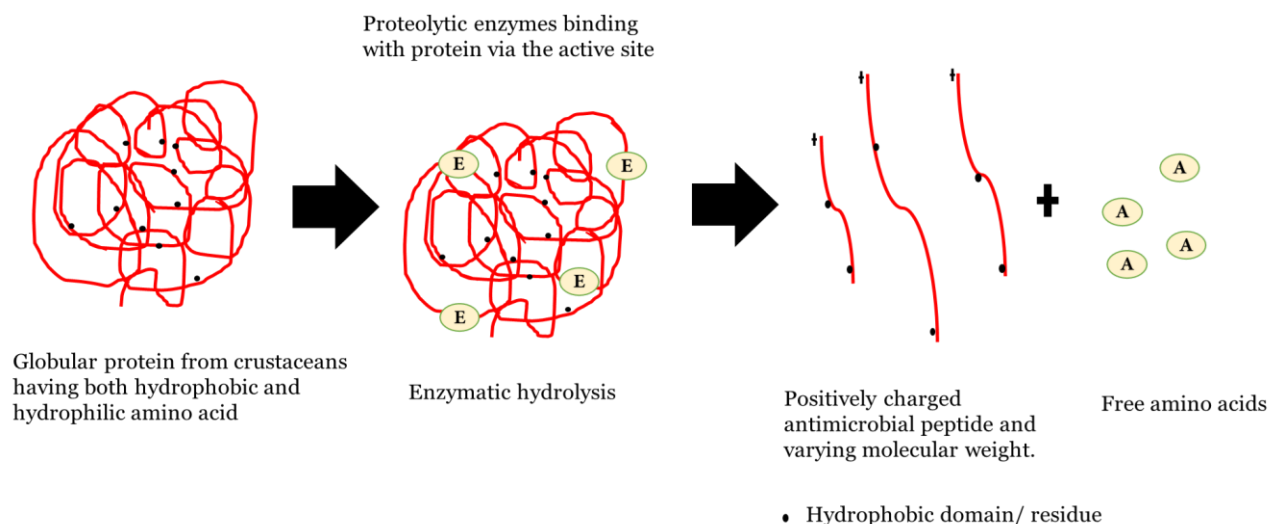 Proteolytic enzymes binding
with protein via the active site
E
E
E
E
A
A
A
A
Globular protein from crustaceans
having both hydrophobic and
hydrophilic amino acid
Enzymatic hydrolysis
Positively charged
antimicrobial peptide and
varying molecular weight.
Free amino acids
Hydrophobic domain/ residue